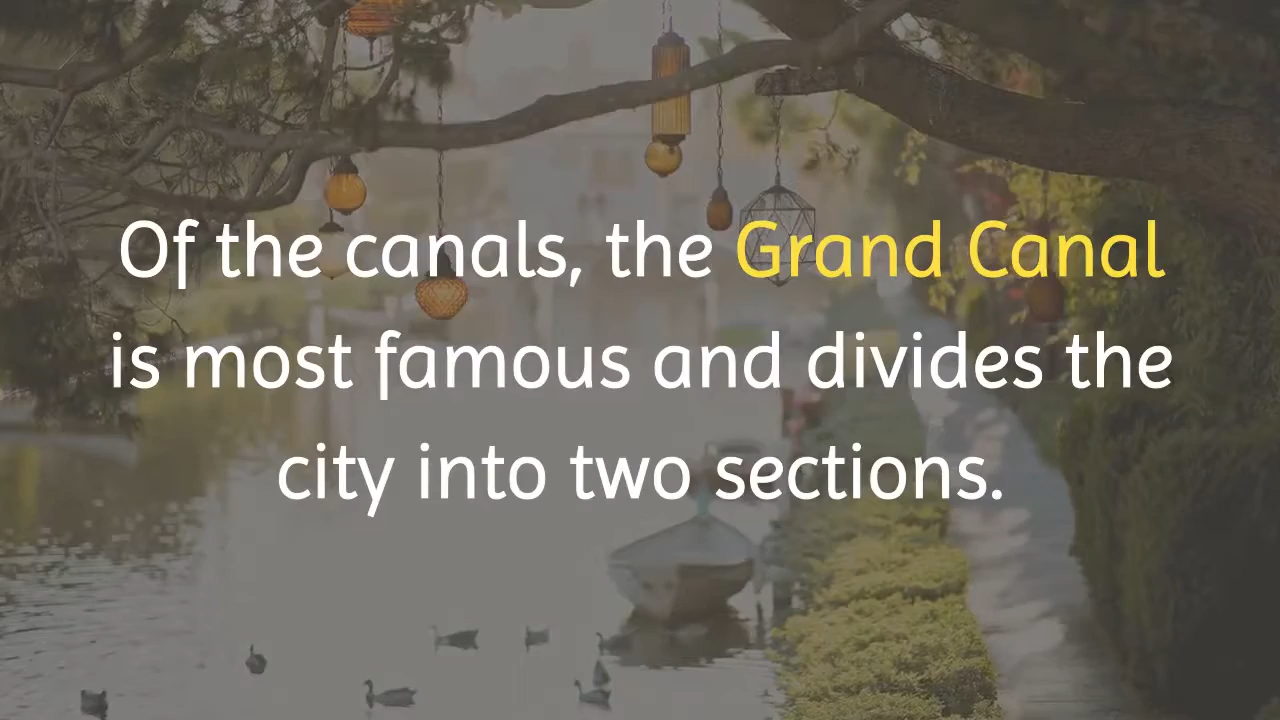 Of the canals, the Grand Canal
is most famous and divides the
city into two sections.